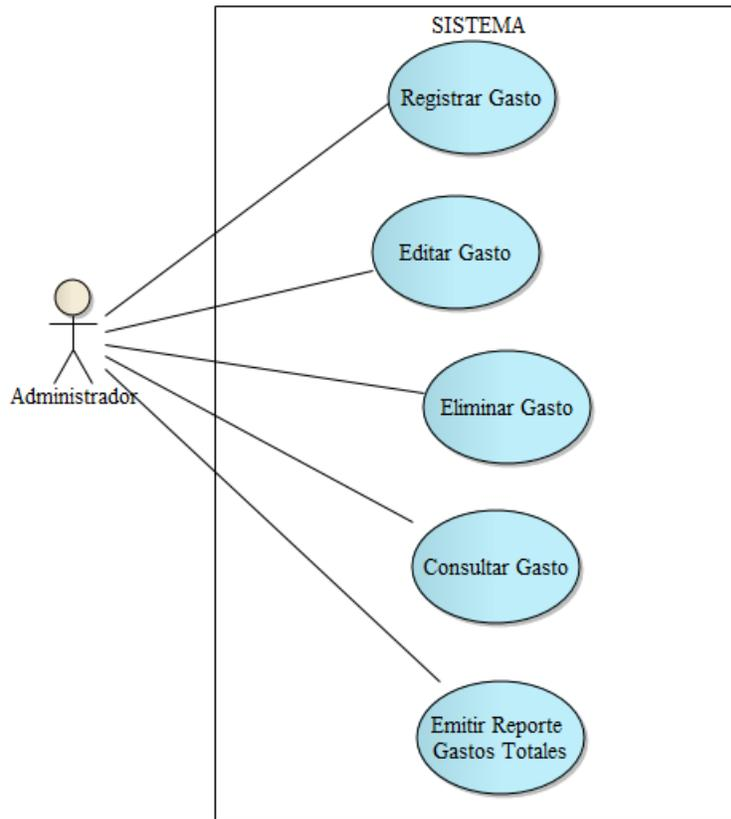 SISTEMA
Registrar Gasto
Editar Gasto
Eliminar Gasto
Administrador
Consultar Gasto
Emitir Reporte
Gastos Totales